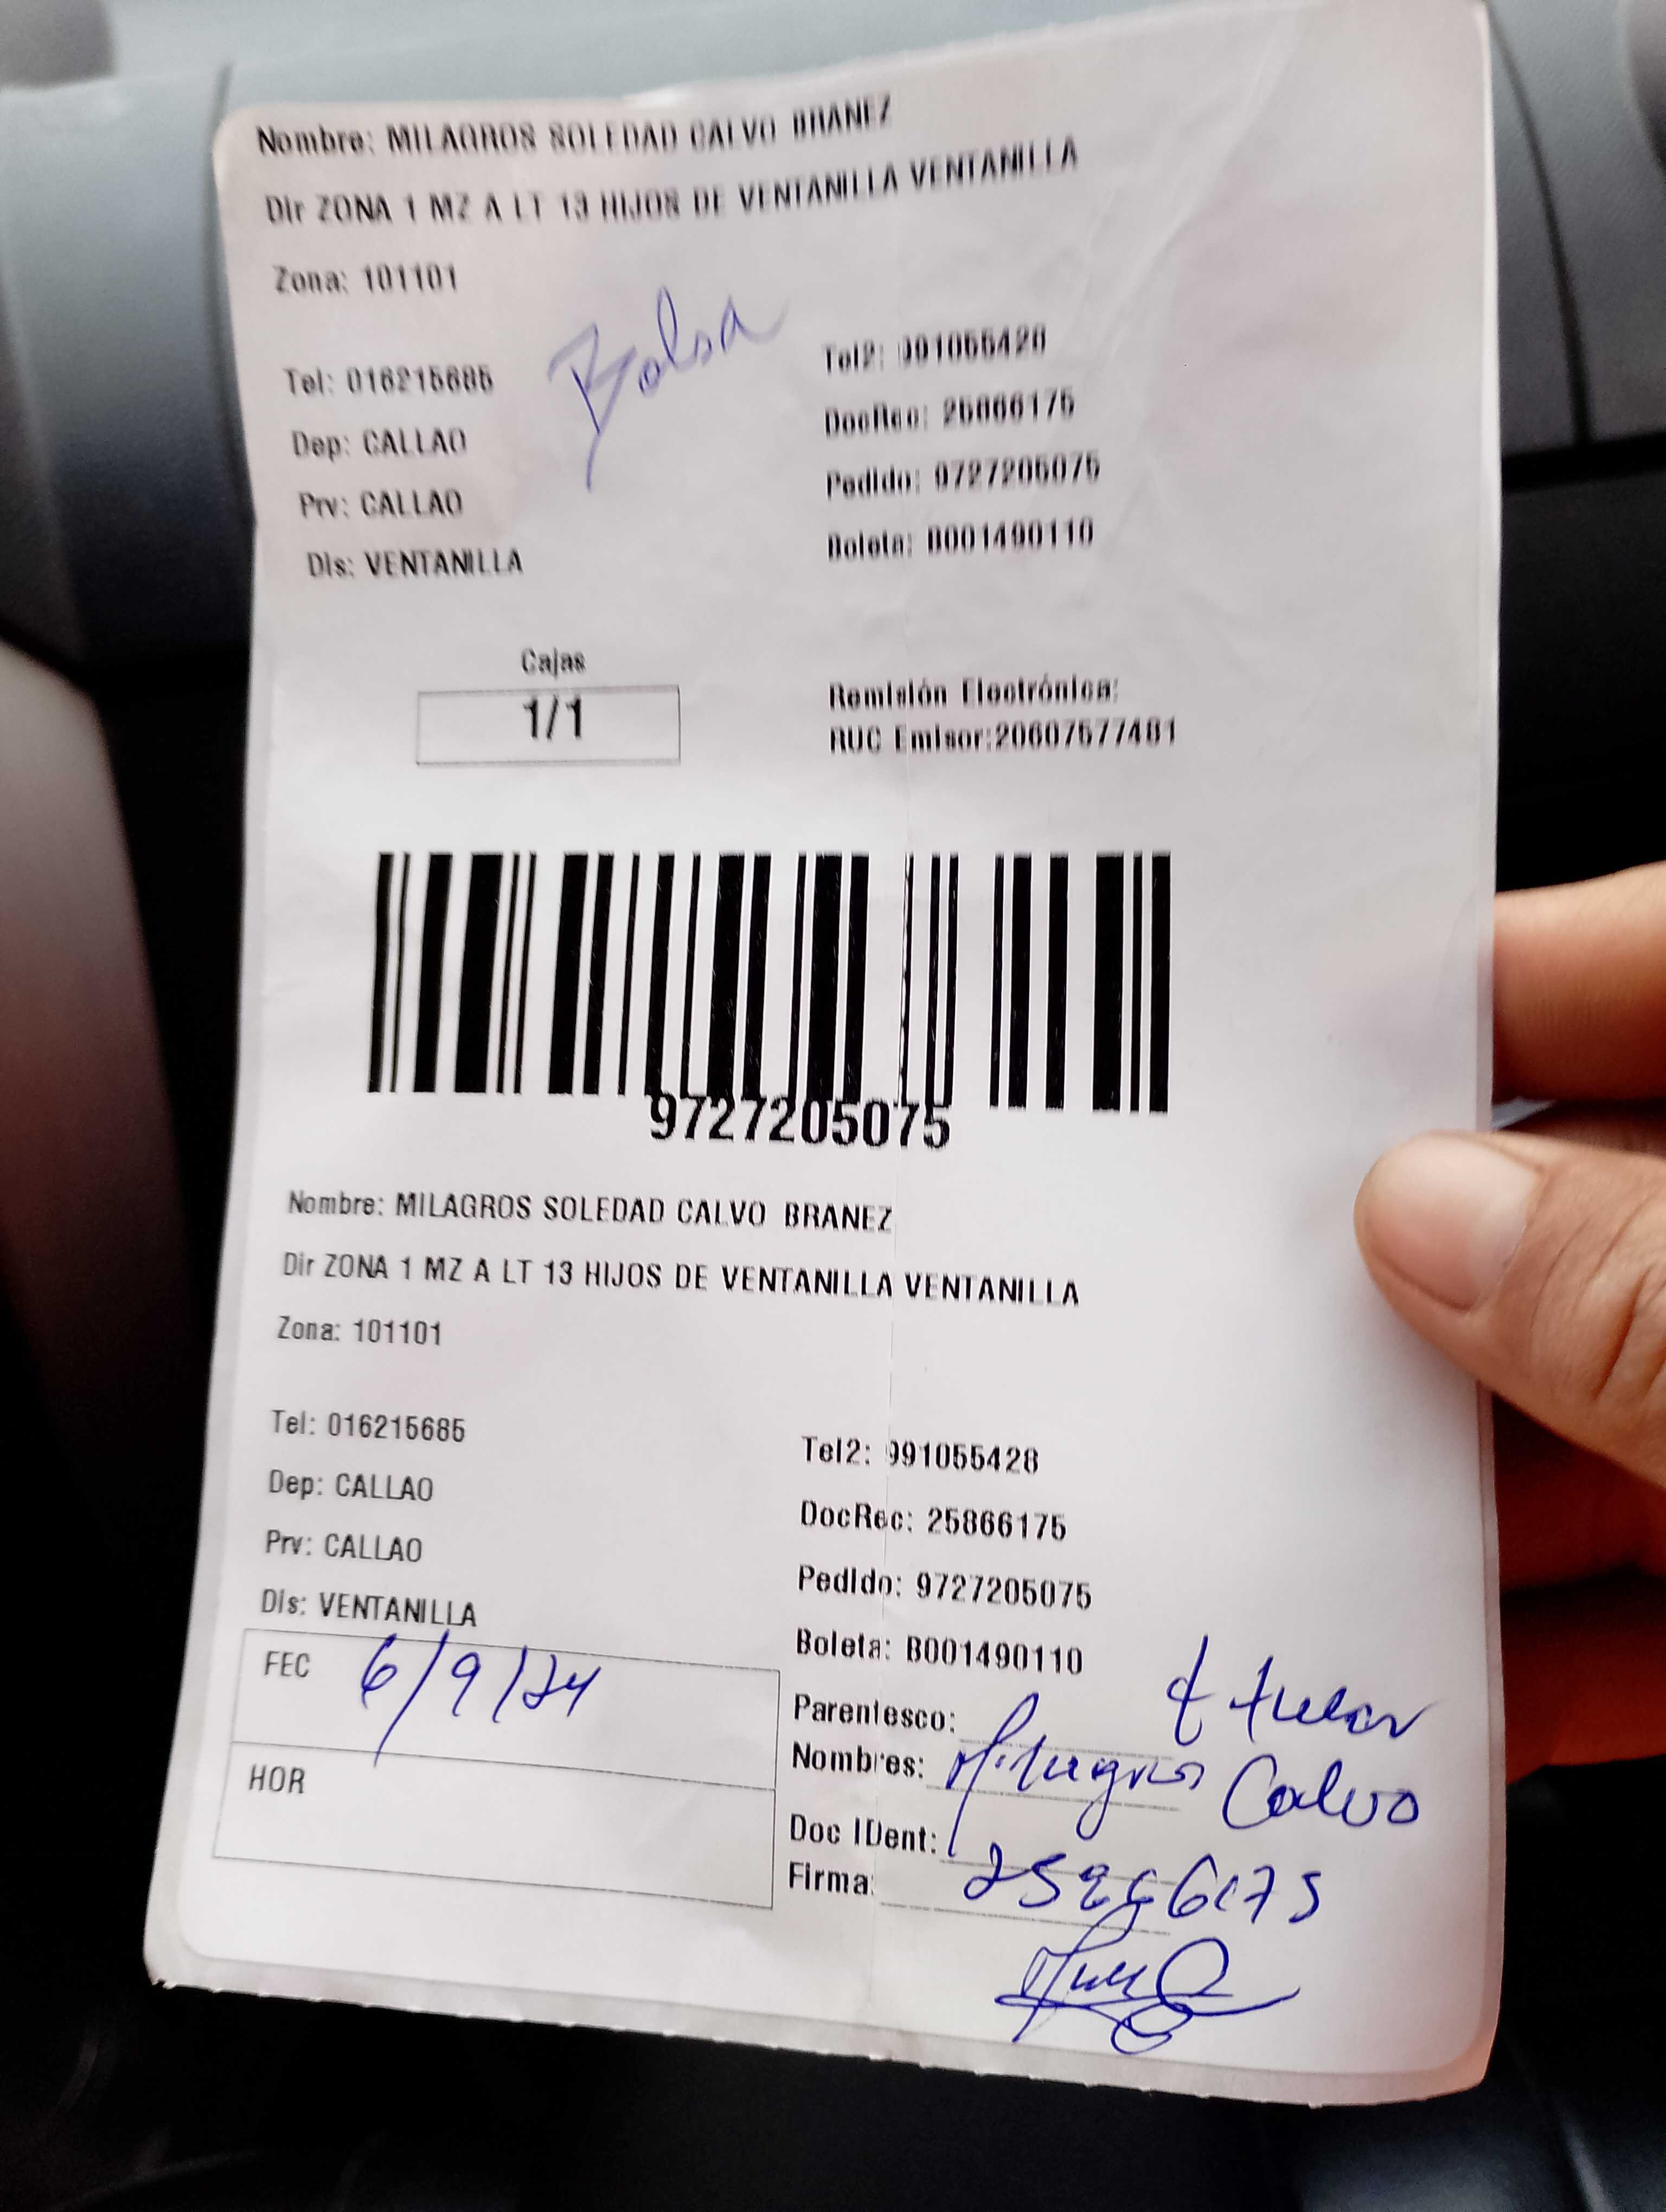 Nombre: MILAGROS SOLEDAD CALVO BRANEZ
Dir ZONA 1 MZ A LT 13 HIJOS DE VENTANILLA VENTANILLA
Zona: 101101
Bolsa
Tel: 016215685
Tel2: 991055428
Dep: CALLAO
DocRec: 25866175
Prv: CALLAO
Pedido: 9727205075
Dis: VENTANILLA
Boleta: B001490110
Cajas
1/1
Remisión Electrónica:
RUC Emisor:20607577481
9727205075
Nombre: MILAGROS SOLEDAD CALVO BRANEZ
Dir ZONA 1 MZ A LT 13 HIJOS DE VENTANILLA VENTANILLA
Zona: 101101
Tel: 016215685
Tel2: 991055428
Dep: CALLAO
DocRec: 25866175
Prv: CALLAO
Pedido: 9727205075
Dis: VENTANILLA
Boleta: B001490110
FEC 6/9/24
Parentesco: titular
Nombres: Milagros Calvo
HOR
Doc IDent: 25866175
Firma: